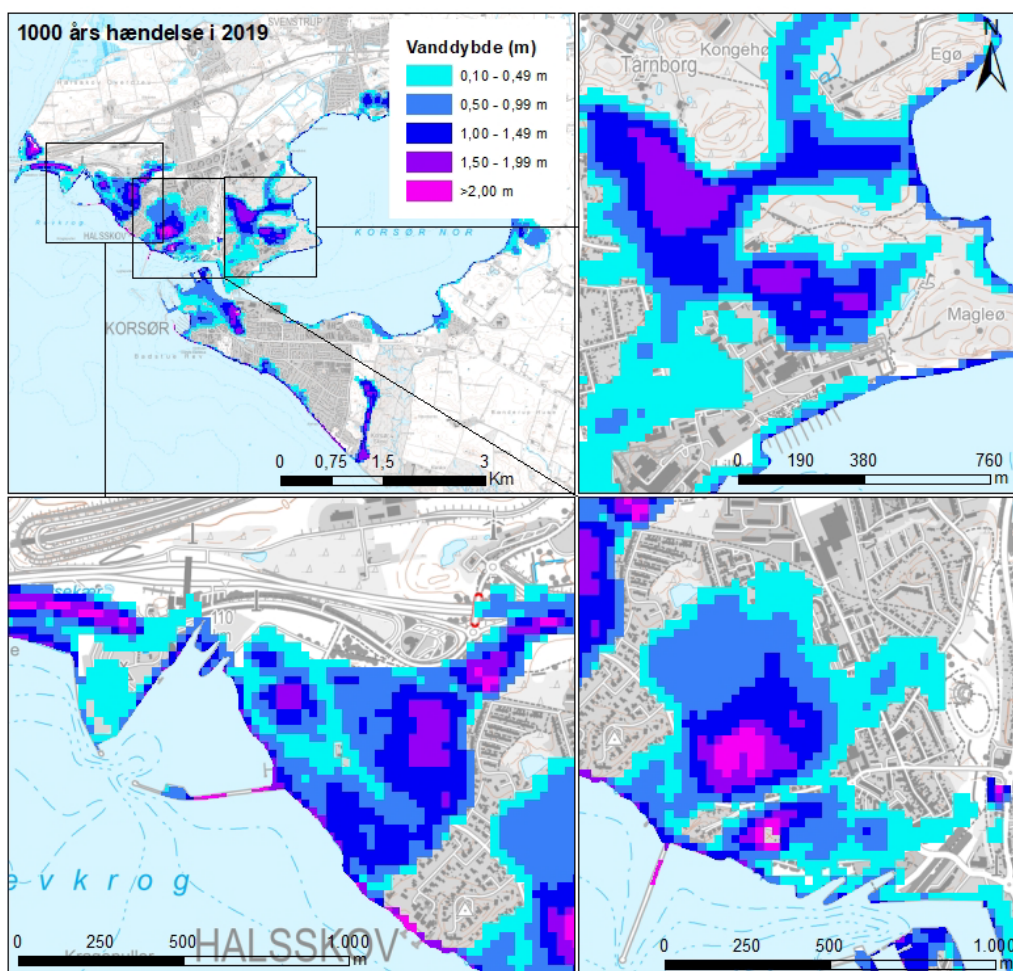 1000 års hændelse i 2019
SVENSTRUP
Vanddybde (m)
0,10 - 0,49 m
0,50 - 0,99 m
1,00 - 1,49 m
1,50 - 1,99 m
>2,00 m
HALSSKOV
KORSØR NOR
KORSØR
0 0,75 1,5 3
Km
N
Kongehø
Egø
Tårnborg
Magleø
0 190 380 760
m
110
evkrog
HALSSKOV
0 250 500 1.000
m
0 250 500 1.000
m